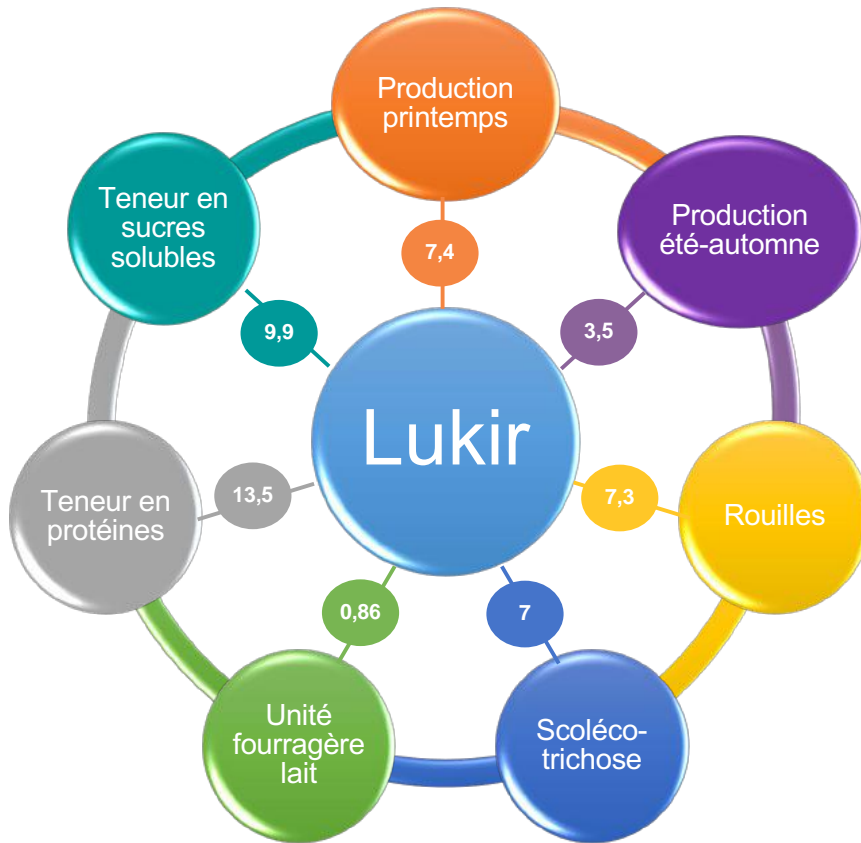 Production
printemps
7,4
Production
été-automne
3,5
Rouilles
7,3
Scoléco-
trichose
7
Unité
fourragère
lait
0,86
Teneur en
protéines
13,5
Teneur en
sucres
solubles
9,9
Lukir